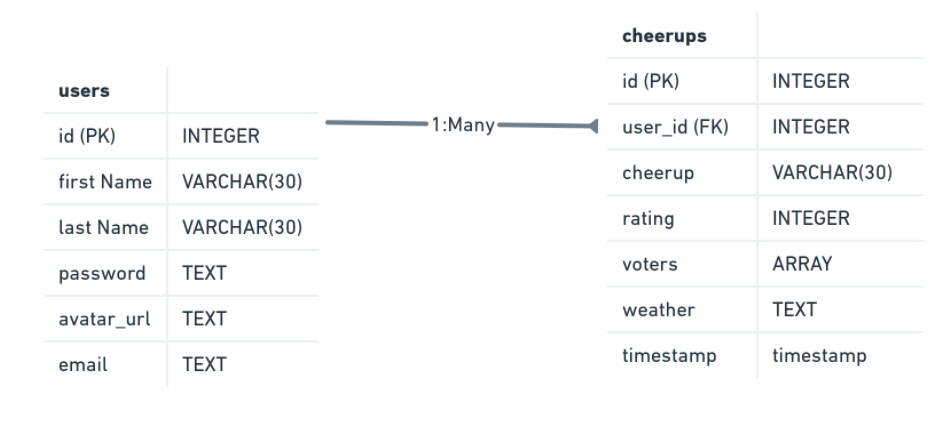 users
id (PK) INTEGER
first Name VARCHAR(30)
last Name VARCHAR(30)
password TEXT
avatar_url TEXT
email TEXT
1:Many
cheerups
id (PK) INTEGER
user_id (FK) INTEGER
cheerup VARCHAR(30)
rating INTEGER
voters ARRAY
weather TEXT
timestamp timestamp